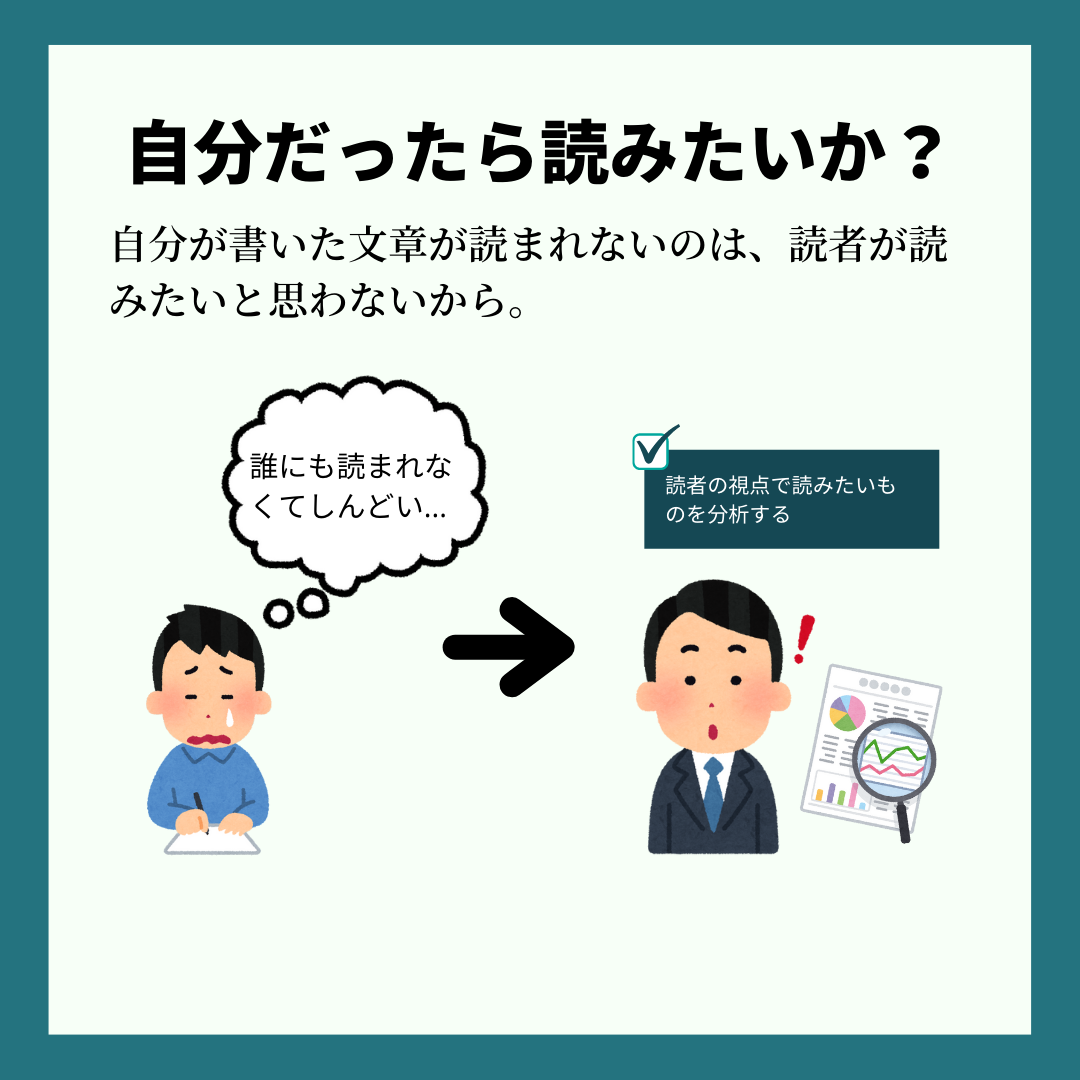 自分だったら読みたいか？
自分が書いた文章が読まれないのは、読者が読
みたいと思わないから。
誰にも読まれな
くてしんどい...
読者の視点で読みたいも
のを分析する